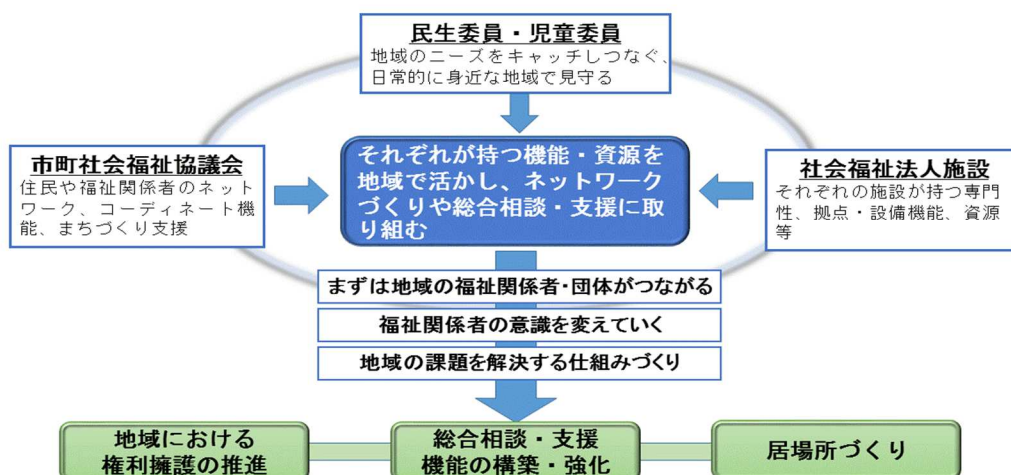 民生委員・児童委員
地域のニーズをキャッチしつなぐ、
日常的に身近な地域で見守る
市町社会福祉協議会
住民や福祉関係者のネット
ワーク、コーディネート機
能、まちづくり支援
それぞれが持つ機能・資源を
地域で活かし、ネットワーク
づくりや総合相談・支援に取
り組む
社会福祉法人施設
それぞれの施設が持つ専門
性、拠点・設備機能、資源
等
まずは地域の福祉関係者・団体がつながる
福祉関係者の意識を変えていく
地域の課題を解決する仕組みづくり
地域における
権利擁護の推進
総合相談・支援
機能の構築・強化
居場所づくり